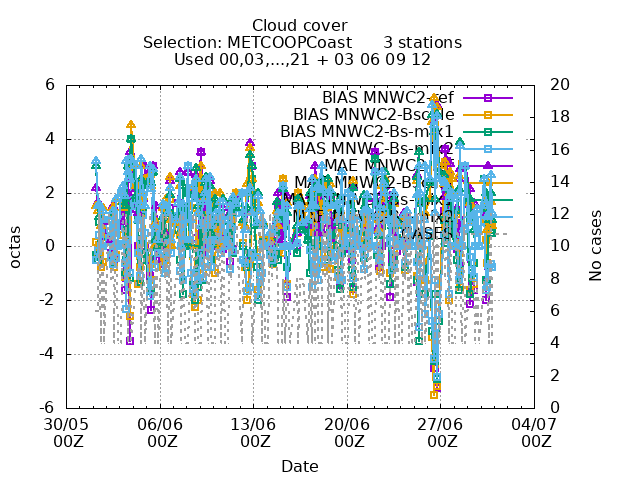 Cloud cover
Selection: METCOOPCoast 3 stations
Used 00,03,...,21 + 03 06 09 12
BIAS MNWC2-ref
BIAS MNWC2-Bscale
BIAS MNWC2-Bs-mix1
BIAS
MAE MNWC
MAE
CASES
octas
6
4
2
0
-2
-4
-6
No cases
20
18
16
14
12
10
8
6
4
2
0
30/05 06/06 13/06 20/06 27/06 04/07
00Z 00Z 00Z 00Z 00Z 00Z
Date